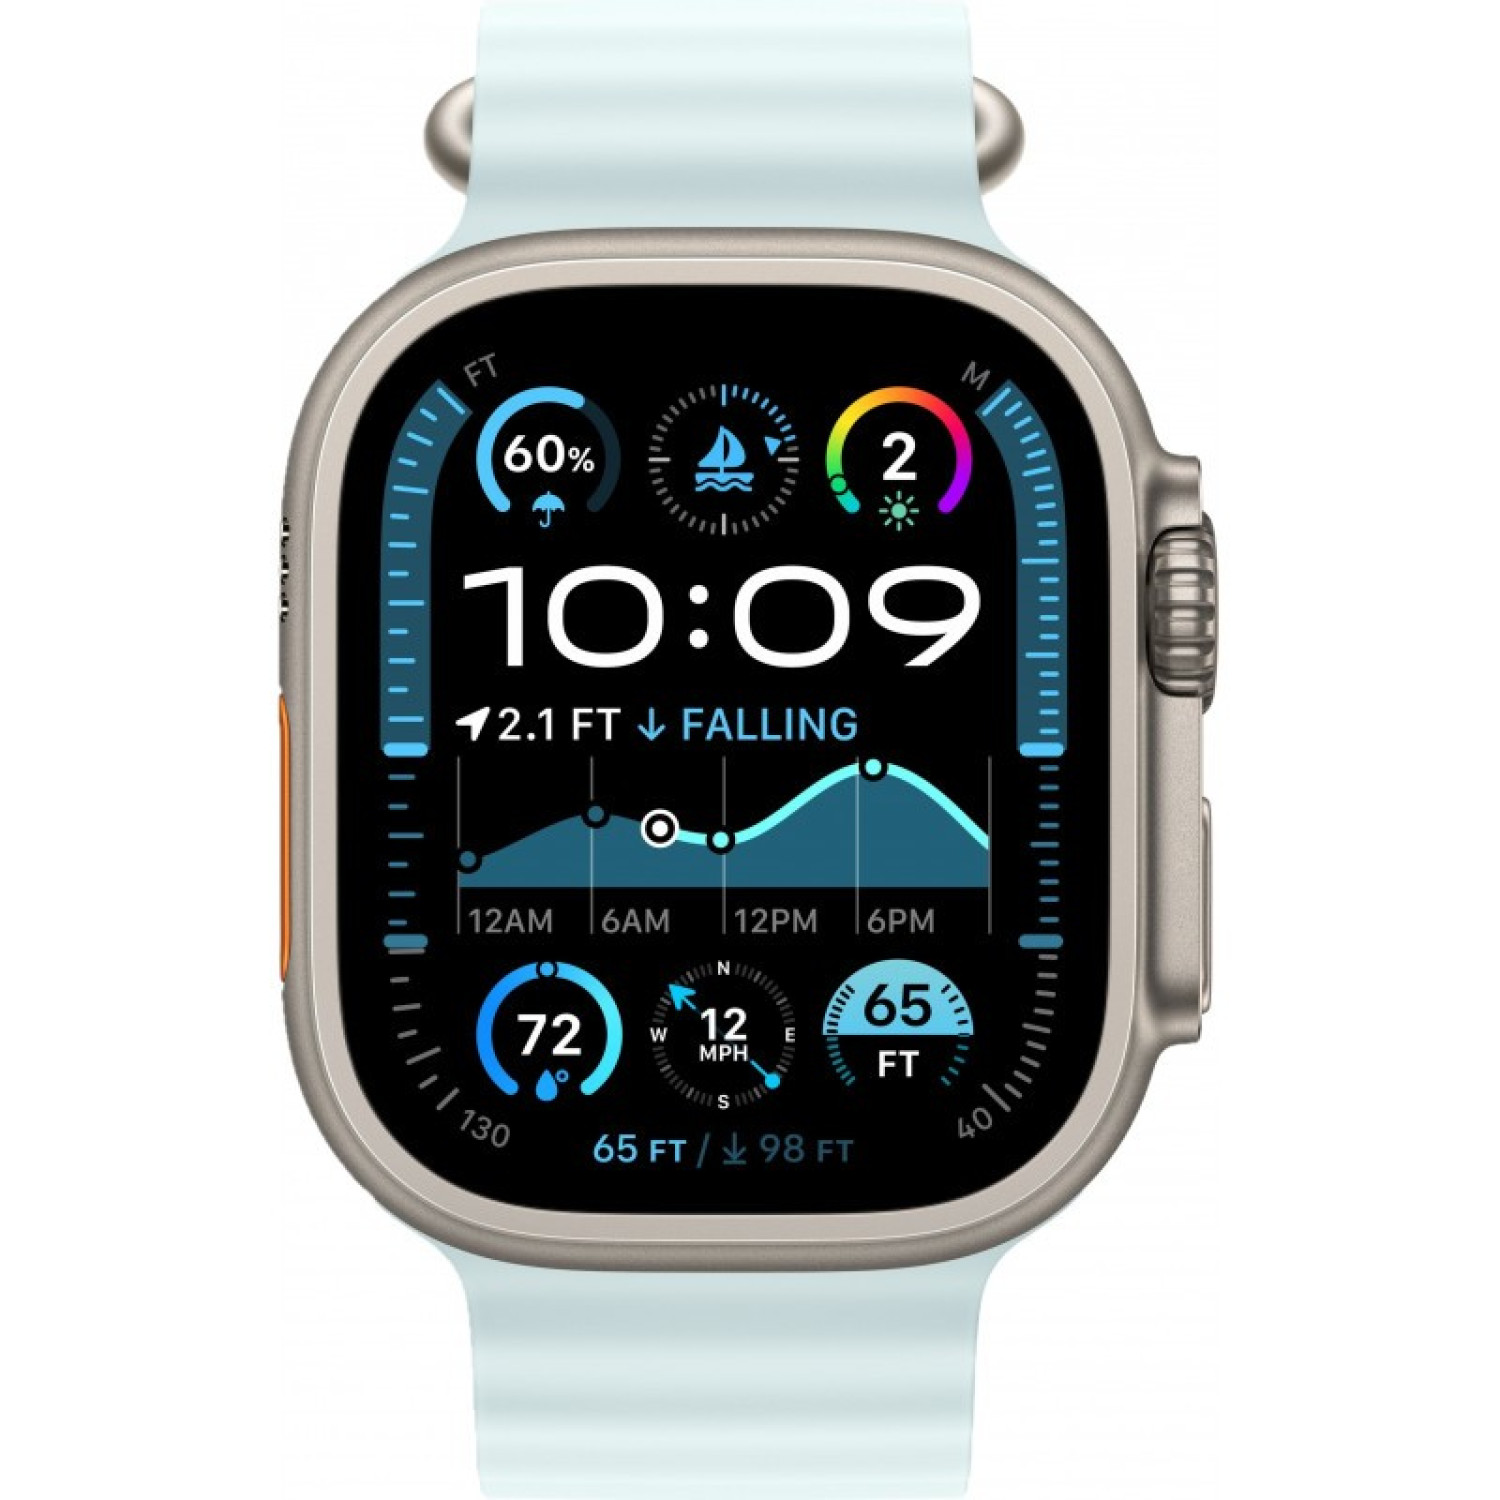 FT
M
60%
2
10:09
2.1 FT ↓ FALLING
12AM 6AM 12PM 6PM
72
N
W
12
MPH
E
S
65
FT
130
40
65 FT / ↓ 98 FT